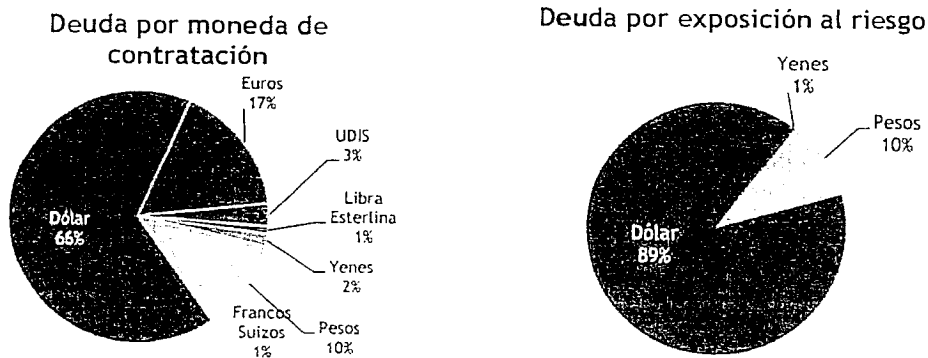 Deuda por moneda de
contratación
Euros
17%
UDIS
3%
Libra
Esterlina
1%
Yenes
2%
Pesos
10%
Francos
Suizos
1%
Dólar
66%
Deuda por exposición al riesgo
Yenes
1%
Pesos
10%
Dólar
89%